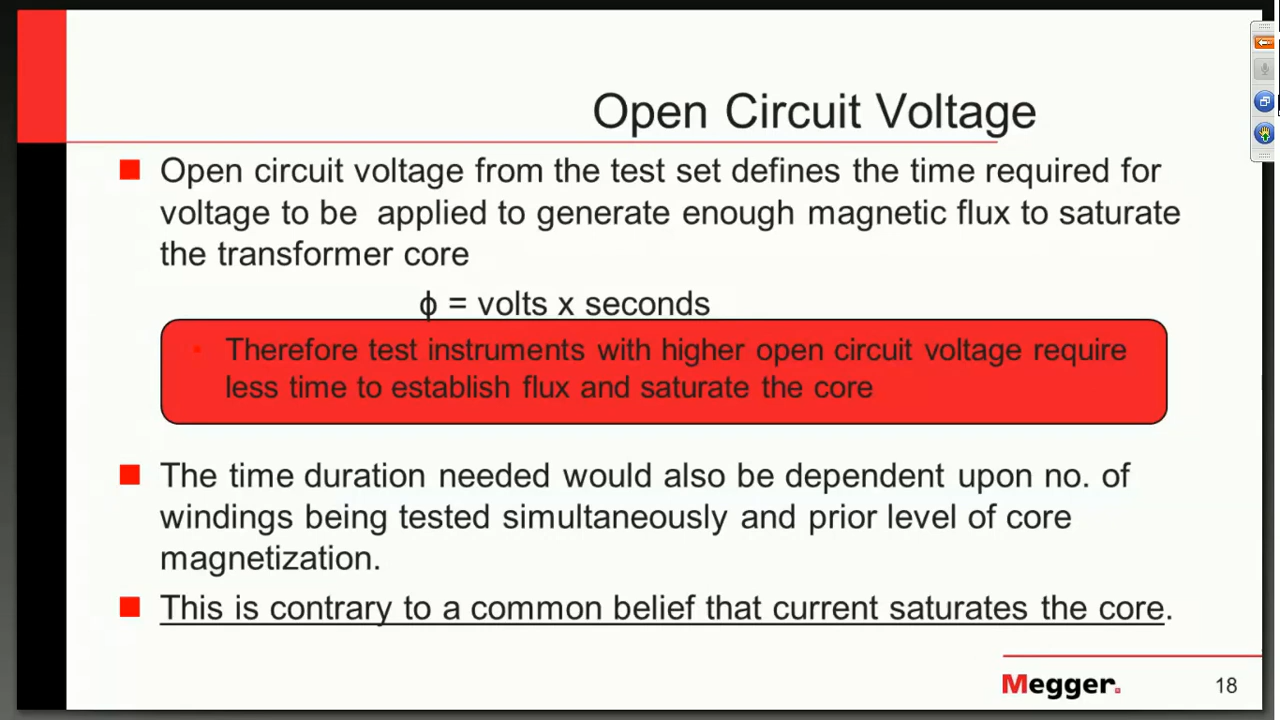 Open Circuit Voltage
Open circuit voltage from the test set defines the time required for
voltage to be applied to generate enough magnetic flux to saturate
the transformer core
ϕ = volts x seconds
• Therefore test instruments with higher open circuit voltage require
less time to establish flux and saturate the core
The time duration needed would also be dependent upon no. of
windings being tested simultaneously and prior level of core
magnetization.
This is contrary to a common belief that current saturates the core.
Megger.
18